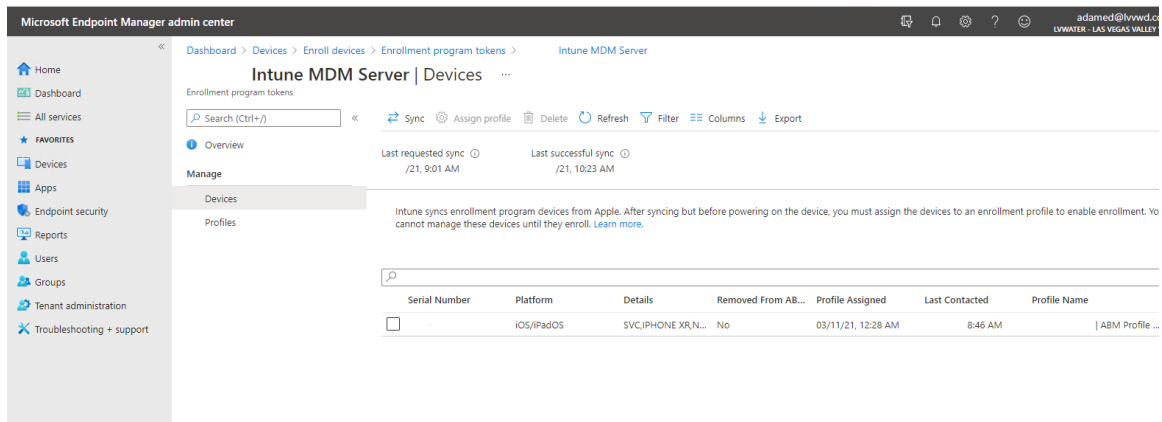 Microsoft Endpoint Manager admin center
adamed@lvvwd.co
LVVWATER - LAS VEGAS VALLEY
Dashboard > Devices > Enroll devices > Enrollment program tokens > Intune MDM Server
Intune MDM Server | Devices ...
Enrollment program tokens
Home
Dashboard
All services
FAVORITES
Devices
Apps
Endpoint security
Reports
Users
Groups
Tenant administration
Troubleshooting + support
Search (Ctrl+/)
Overview
Manage
Devices
Profiles
Sync Assign profile Delete Refresh Filter Columns Export
Last requested sync Last successful sync
/21, 9:01 AM /21, 10:23 AM
Intune syncs enrollment program devices from Apple. After syncing but before powering on the device, you must assign the devices to an enrollment profile to enable enrollment. Yo
cannot manage these devices until they enroll. Learn more.
Serial Number Platform Details Removed From AB... Profile Assigned Last Contacted Profile Name
iOS/iPadOS SVC,IPHONE XR,N... No 03/11/21, 12:28 AM 8:46 AM | ABM Profile ...